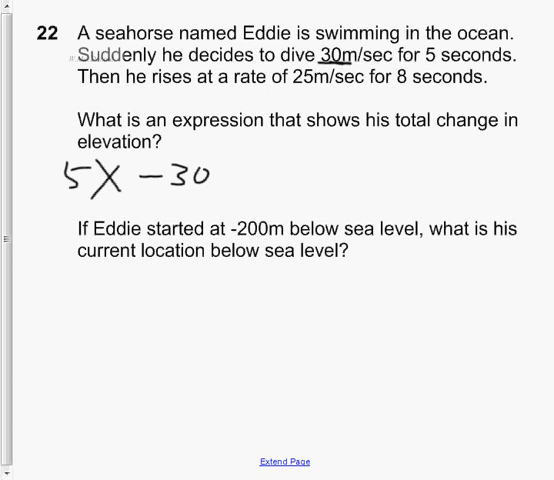 22 A seahorse named Eddie is swimming in the ocean.
Suddenly he decides to dive 30m/sec for 5 seconds.
Then he rises at a rate of 25m/sec for 8 seconds.
What is an expression that shows his total change in
elevation?
5X -30
If Eddie started at -200m below sea level, what is his
current location below sea level?
Extend Page